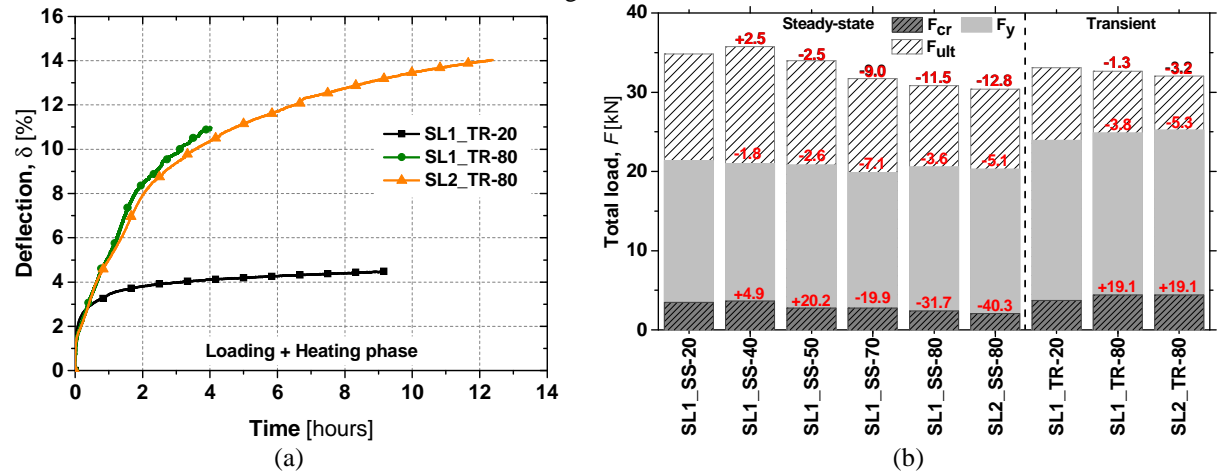 16
14
12
10
8
6
4
2
0
Deflection, δ [%]
SL1_TR-20
SL1_TR-80
SL2_TR-80
Loading + Heating phase
0 2 4 6 8 10 12 14
Time [hours]
(a)
40
30
20
10
0
Total load, F [kN]
Steady-state
Transient
Fcr Fy
Fult
+2.5 -2.5 -9.0 -11.5 -12.8 -1.3 -3.2
-1.8 -2.6 -7.1 -3.6 -5.1 -3.8 -5.3
+4.9 +20.2 -19.9 -31.7 -40.3 +19.1 +19.1
SL1_SS-20
SL1_SS-40
SL1_SS-50
SL1_SS-70
SL1_SS-80
SL2_SS-80
SL1_TR-20
SL1_TR-80
SL2_TR-80
(b)